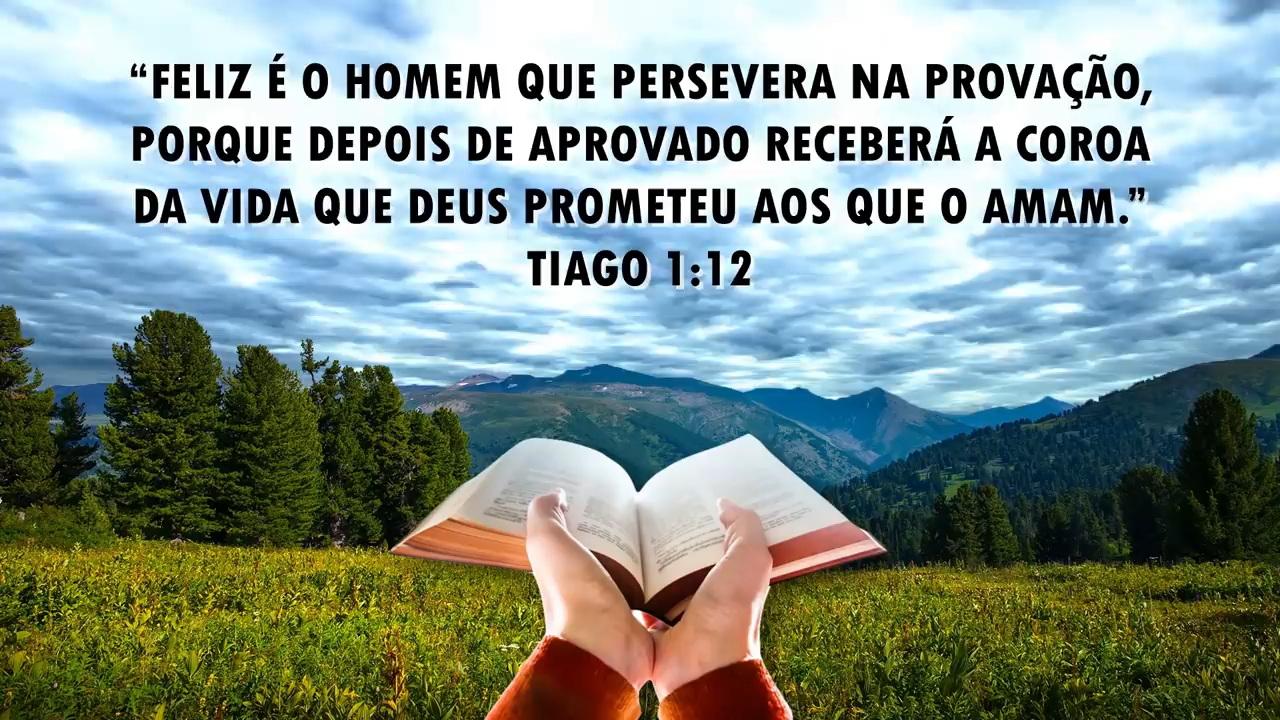 “FELIZ É O HOMEM QUE PERSEVERA NA PROVAÇÃO,
PORQUE DEPOIS DE APROVADO RECEBERÁ A COROA
DA VIDA QUE DEUS PROMETEU AOS QUE O AMAM.”
TIAGO 1:12